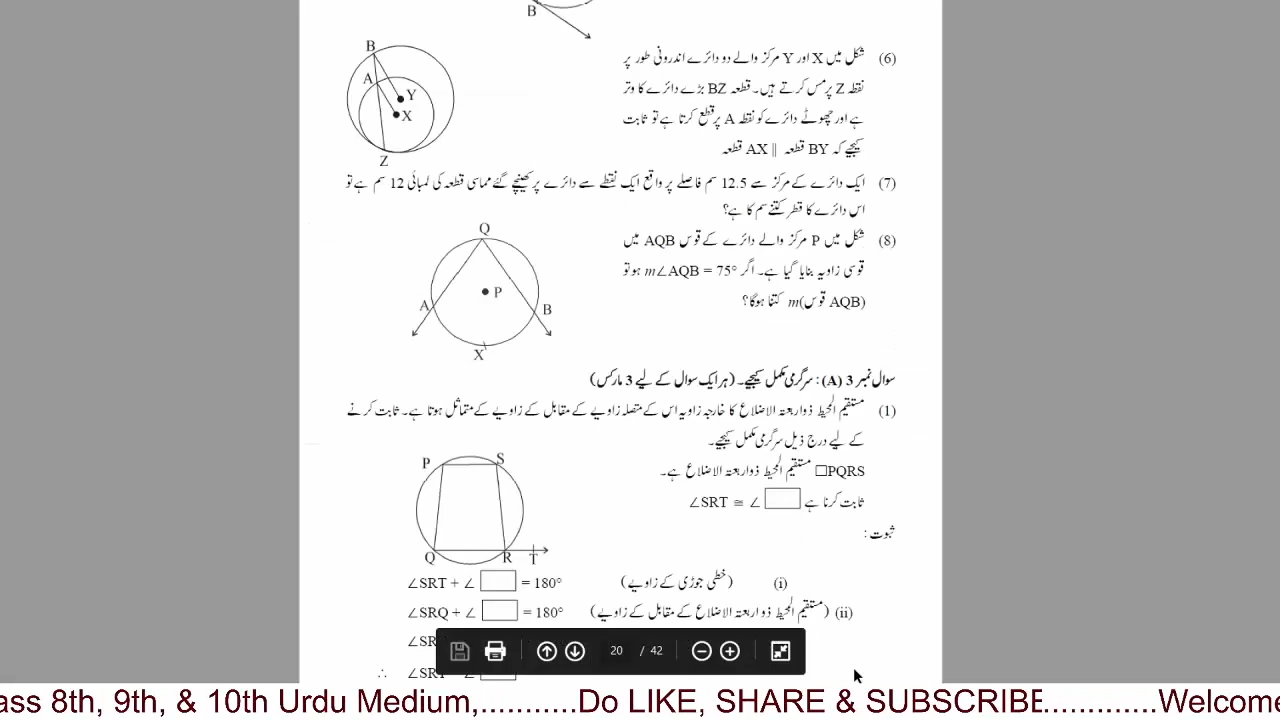 B
(6) شکل میں X اور Y مرکز والے دو دائرے اندرونی طور پر
نقطہ Z پر مس کرتے ہیں۔ قطعہ BZ بڑے دائرے کا وتر
ہے اور چھوٹے دائرے کو نقطہ A پر قطع کرتا ہے تو ثابت
کیجیے کہ قطعہ AX || قطعہ BY
B
A
Y
X
Z
(7) ایک دائرے کے مرکز سے 12.5 سم فاصلے پر واقع ایک نقطے سے دائرے پر کھینچے گئے مماسی قطعہ کی لمبائی 12 سم ہے تو
اس دائرے کا قطر کتنے سم کا ہے؟
(8) شکل میں P مرکز والے دائرے کے قوس AQB میں
قوسی زاویہ بنایا گیا ہے۔ اگر m∠AQB = 75° ہو تو
m(قوس AQB) کتنا ہوگا؟
Q
P
A
B
X
سوال نمبر 3 (A) : سرگرمی مکمل کیجیے۔ (ہر ایک سوال کے لیے 3 مارکس)
(1) مستقیم المحیط ذواربعتہ الاضلاع کا خارجہ زاویہ اس کے متصلہ زاویے کے مقابل کے زاویے کے متماثل ہوتا ہے۔ ثابت کرنے
کے لیے درج ذیل سرگرمی مکمل کیجیے۔
□PQRS مستقیم المحیط ذواربعتہ الاضلاع ہے۔
ثابت کرنا ہے ∠SRT ≅ ∠
ثبوت :
P
S
Q
R
T
∠SRT + ∠ = 180° (خطی جوڑی کے زاویے) (i)
∠SRQ + ∠ = 180° (مستقیم المحیط ذواربعتہ الاضلاع کے مقابل کے زاویے) (ii)
∠SR
20 / 42
∴ ∠SRT
ass 8th, 9th, & 10th Urdu Medium,..........Do LIKE, SHARE & SUBSCRIBE.............Welcome